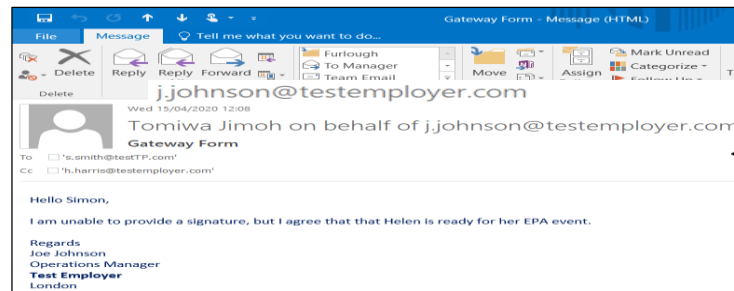 Gateway Form - Message (HTML)
File Message Tell me what you want to do...
Delete Reply Reply Forward Furlough To Manager Team Email Move Assign Mark Unread Categorize Follow Up
Delete
j.johnson@testemployer.com
Wed 15/04/2020 12:08
Tomiwa Jimoh on behalf of j.johnson@testemployer.com
Gateway Form
To 's.smith@testTP.com'
Cc 'h.harris@testemployer.com'
Hello Simon,
I am unable to provide a signature, but I agree that that Helen is ready for her EPA event.
Regards
Joe Johnson
Operations Manager
Test Employer
London